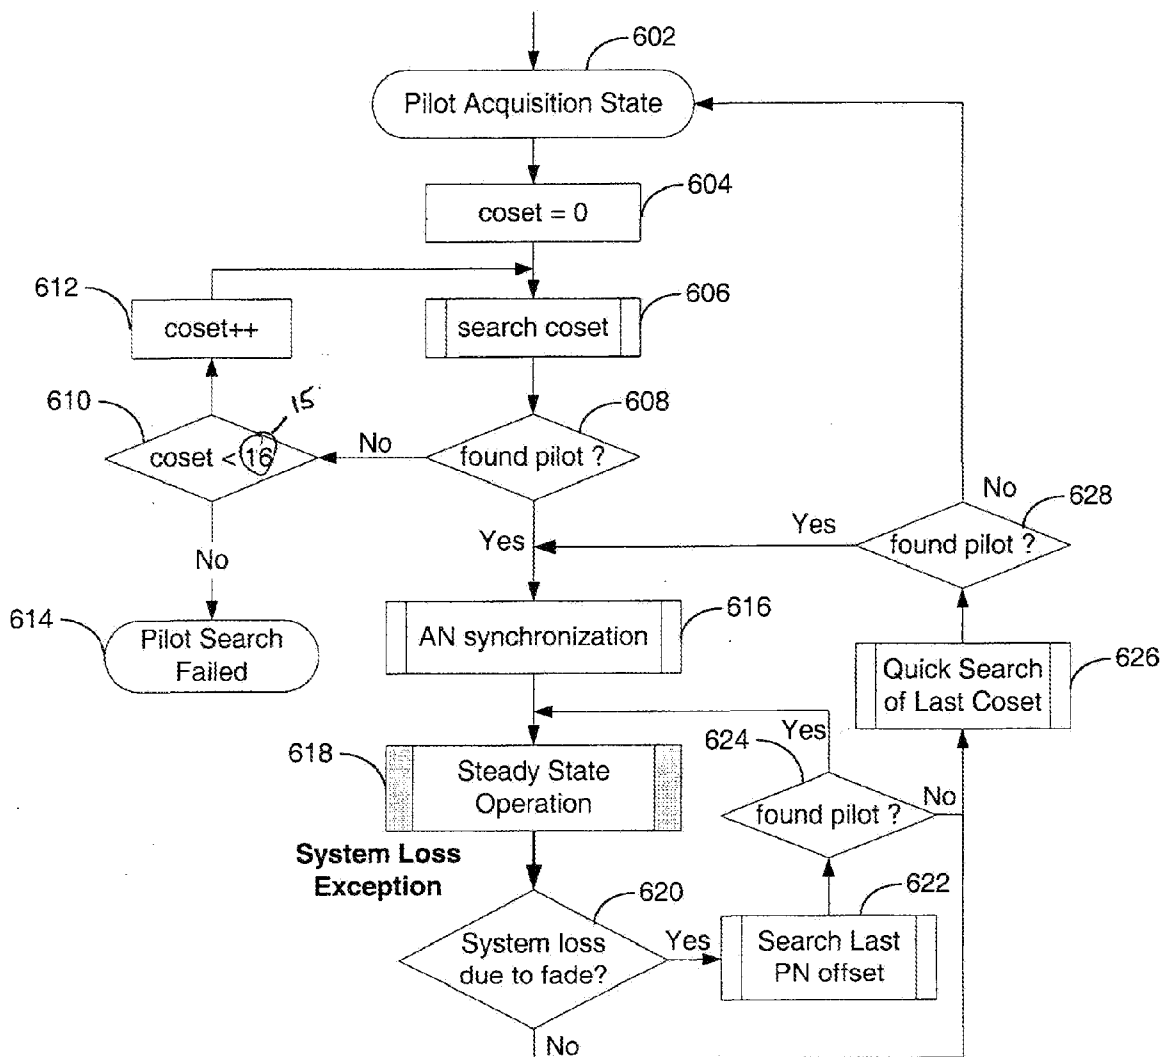 602
Pilot Acquisition State
604
coset = 0
612
coset++
606
search coset
610
15
coset < 16
No
608
found pilot ?
No
Yes
No
628
found pilot ?
Yes
614
Pilot Search
Failed
616
AN synchronization
626
Quick Search
of Last Coset
618
Steady State
Operation
624
Yes
found pilot ?
No
System Loss
Exception
620
System loss
due to fade?
Yes
622
Search Last
PN offset
No